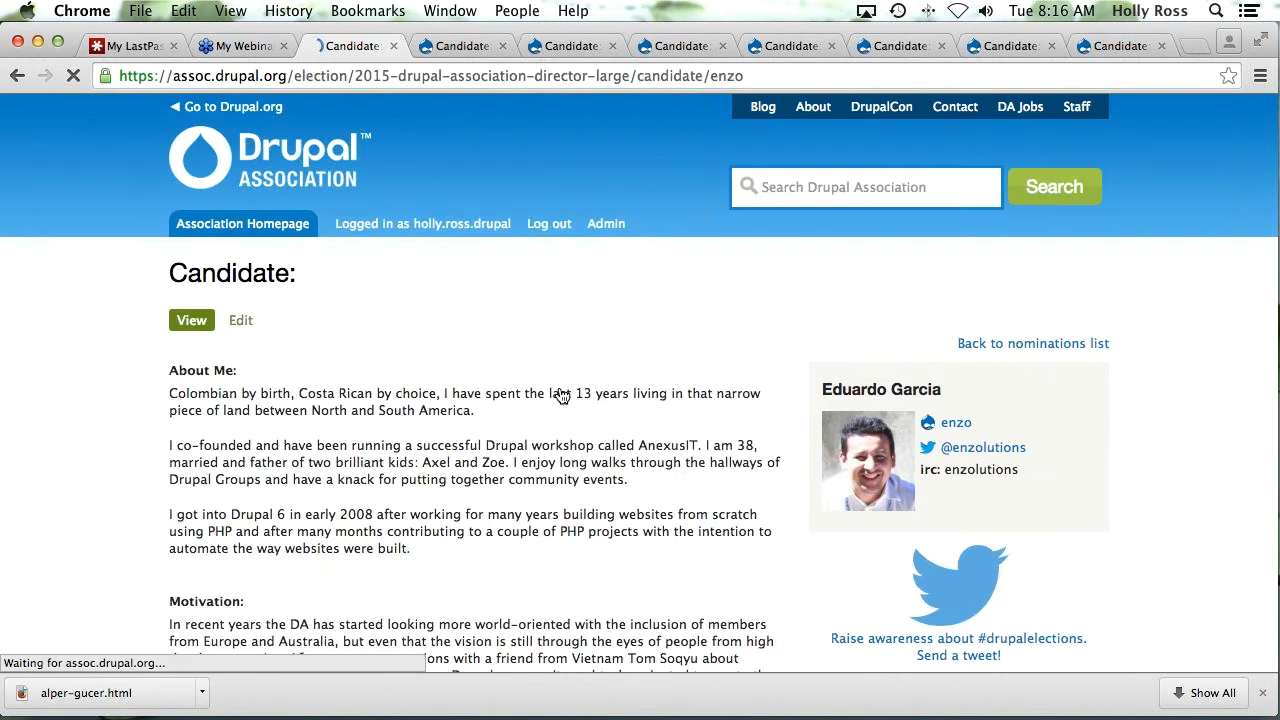 Chrome File Edit View History Bookmarks Window People Help Tue 8:16 AM Holly Ross
My LastPas My Webina Candidate Candidate Candidate: Candidate Candidate: Candidate: Candidate: Candidate
https://assoc.drupal.org/election/2015-drupal-association-director-large/candidate/enzo
Go to Drupal.org
Blog About DrupalCon Contact DA Jobs Staff
Drupal™
ASSOCIATION
Search Drupal Association Search
Association Homepage Logged in as holly.ross.drupal Log out Admin
Candidate:
View Edit
Back to nominations list
About Me:
Colombian by birth, Costa Rican by choice, I have spent the last 13 years living in that narrow
piece of land between North and South America.
I co-founded and have been running a successful Drupal workshop called AnexusIT. I am 38,
married and father of two brilliant kids: Axel and Zoe. I enjoy long walks through the hallways of
Drupal Groups and have a knack for putting together community events.
I got into Drupal 6 in early 2008 after working for many years building websites from scratch
using PHP and after many months contributing to a couple of PHP projects with the intention to
automate the way websites were built.
Motivation:
In recent years the DA has started looking more world-oriented with the inclusion of members
from Europe and Australia, but even that the vision is still through the eyes of people from high
ions with a friend from Vietnam Tom Soqyu about
Eduardo Garcia
enzo
@enzolutions
irc: enzolutions
Raise awareness about #drupalelections.
Send a tweet!
Waiting for assoc.drupal.org...
alper-gucer.html
Show All